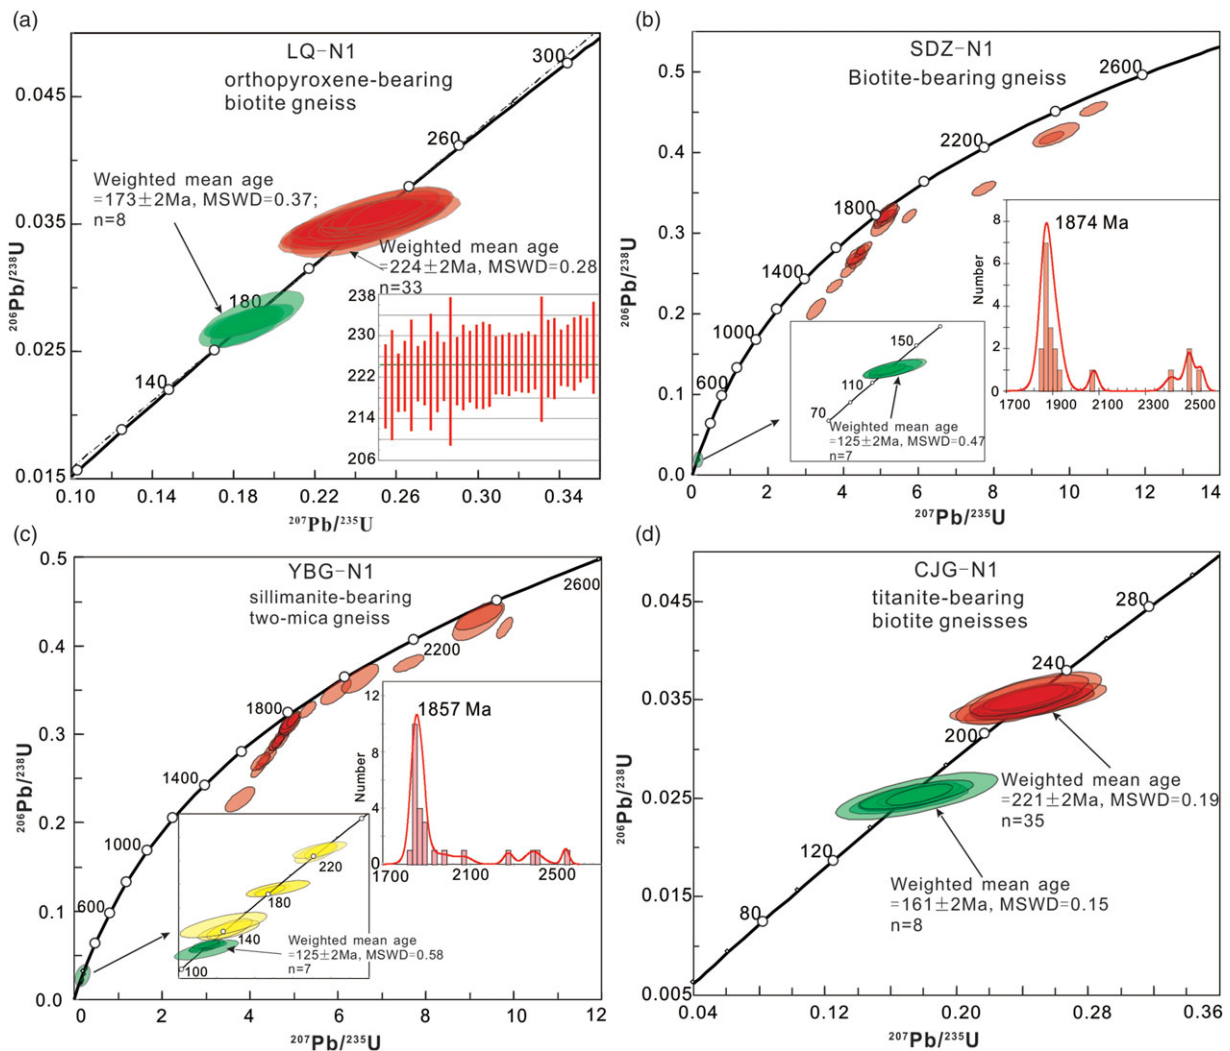 (a)
LQ-N1
orthopyroxene-bearing
biotite gneiss
300
260
180
140
Weighted mean age
=173±2Ma, MSWD=0.37;
n=8
Weighted mean age
=224±2Ma, MSWD=0.28
n=33
238
230
222
214
206
0.045
0.035
0.025
0.015
0.10
0.14
0.18
0.22
0.26
0.30
0.34
²⁰⁶Pb/²³⁸U
²⁰⁷Pb/²³⁵U
(b)
SDZ-N1
Biotite-bearing gneiss
2600
2200
1800
1400
1000
600
0.5
0.4
0.3
0.2
0.1
0.0
0
2
4
6
8
10
12
14
²⁰⁶Pb/²³⁸U
²⁰⁷Pb/²³⁵U
150
110
70
Weighted mean age
=125±2Ma, MSWD=0.47
n=7
1874 Ma
Number
8
6
4
2
0
1700
1900
2100
2300
2500
(c)
YBG-N1
sillimanite-bearing
two-mica gneiss
2600
2200
1800
1400
1000
600
0.5
0.4
0.3
0.2
0.1
0.0
0
2
4
6
8
10
12
²⁰⁶Pb/²³⁸U
²⁰⁷Pb/²³⁵U
220
180
140
100
Weighted mean age
=125±2Ma, MSWD=0.58
n=7
1857 Ma
Number
12
8
4
0
1700
2100
2500
(d)
CJG-N1
titanite-bearing
biotite gneisses
280
240
200
120
80
Weighted mean age
=221±2Ma, MSWD=0.19
n=35
Weighted mean age
=161±2Ma, MSWD=0.15
n=8
0.045
0.035
0.025
0.015
0.005
0.04
0.12
0.20
0.28
0.36
²⁰⁶Pb/²³⁸U
²⁰⁷Pb/²³⁵U